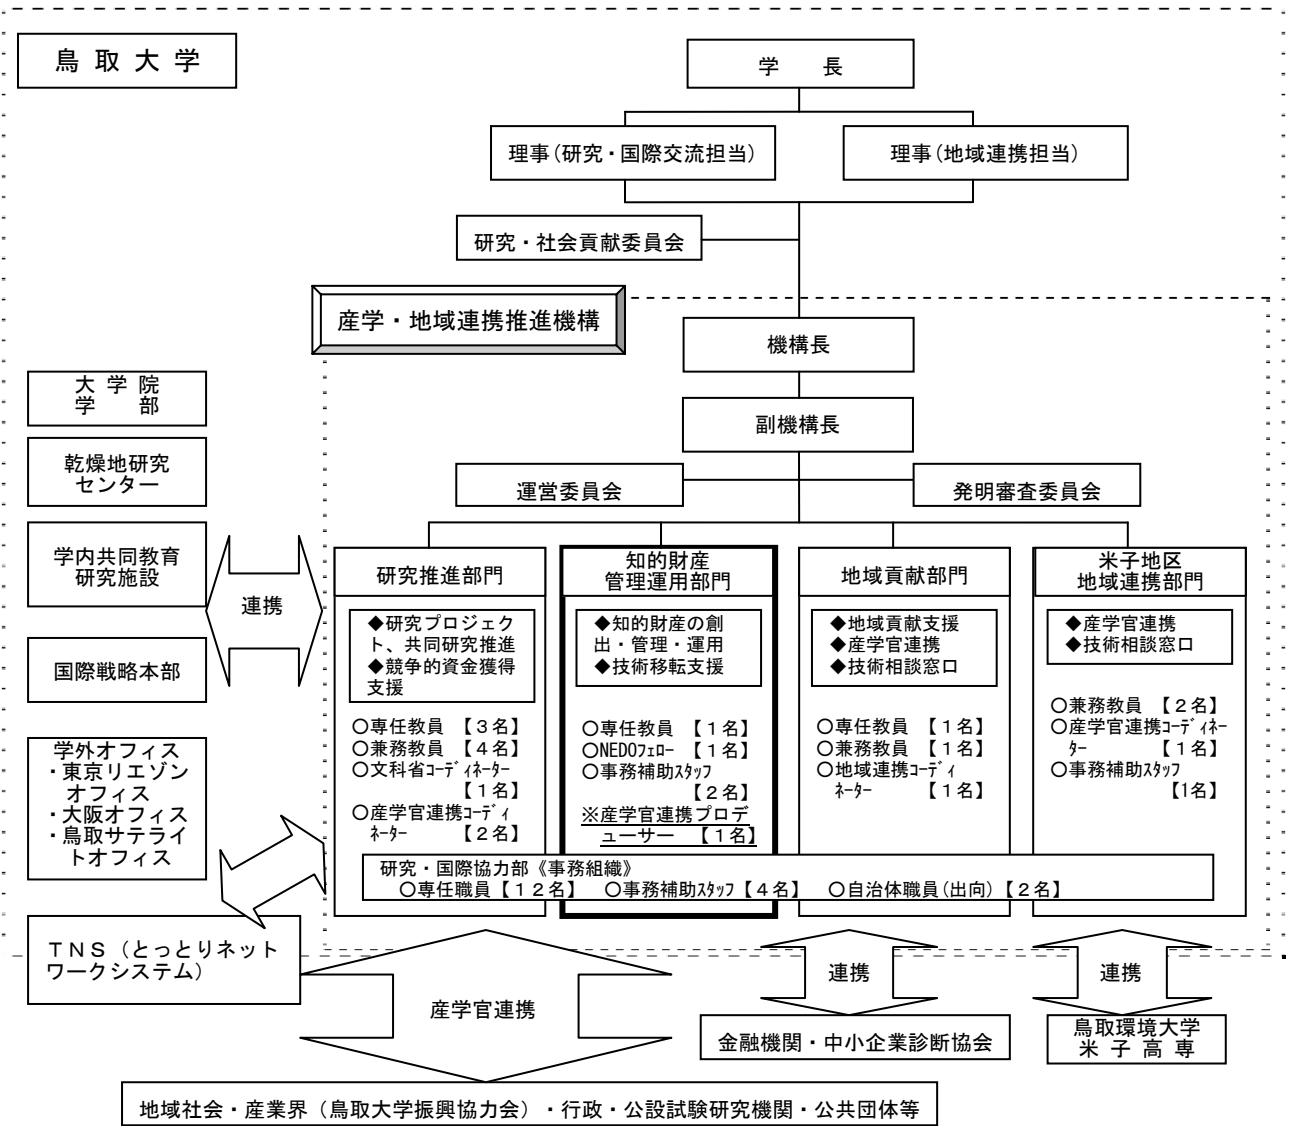 鳥 取 大 学
学　　長
理事(研究・国際交流担当)
理事(地域連携担当)
研究・社会貢献委員会
産学・地域連携推進機構
機構長
副機構長
運営委員会
発明審査委員会
大 学 院
学　　部
乾燥地研究
センター
学内共同教育
研究施設
国際戦略本部
学外オフィス
・東京リエゾン
オフィス
・大阪オフィス
・鳥取サテライ
トオフィス
連携
研究推進部門
◆研究プロジェク
ト、共同研究推進
◆競争的資金獲得
支援
○専任教員 【３名】
○兼務教員 【４名】
○文科省ｺｰﾃﾞｨﾈｰﾀｰ
【１名】
○産学官連携ｺｰﾃﾞｨ
ﾈｰﾀｰ 【２名】
知的財産
管理運用部門
◆知的財産の創
出・管理・運用
◆技術移転支援
○専任教員 【１名】
○NEDOﾌｪﾛｰ 【１名】
○事務補助ｽﾀｯﾌ
【２名】
※産学官連携プロデ
ューサー 【１名】
地域貢献部門
◆地域貢献支援
◆産学官連携
◆技術相談窓口
○専任教員 【１名】
○兼務教員 【１名】
○地域連携ｺｰﾃﾞｨ
ﾈｰﾀｰ 【１名】
米子地区
地域連携部門
◆産学官連携
◆技術相談窓口
○兼務教員 【２名】
○産学官連携ｺｰﾃﾞｨﾈｰ
ﾀｰ 【１名】
○事務補助ｽﾀｯﾌ
【1名】
研究・国際協力部《事務組織》
○専任職員【１２名】 ○事務補助ｽﾀｯﾌ【４名】 ○自治体職員(出向)【２名】
ＴＮＳ（とっとりネット
ワークシステム）
産学官連携
連携
連携
金融機関・中小企業診断協会
鳥取環境大学
米 子 高 専
地域社会・産業界（鳥取大学振興協力会）・行政・公設試験研究機関・公共団体等